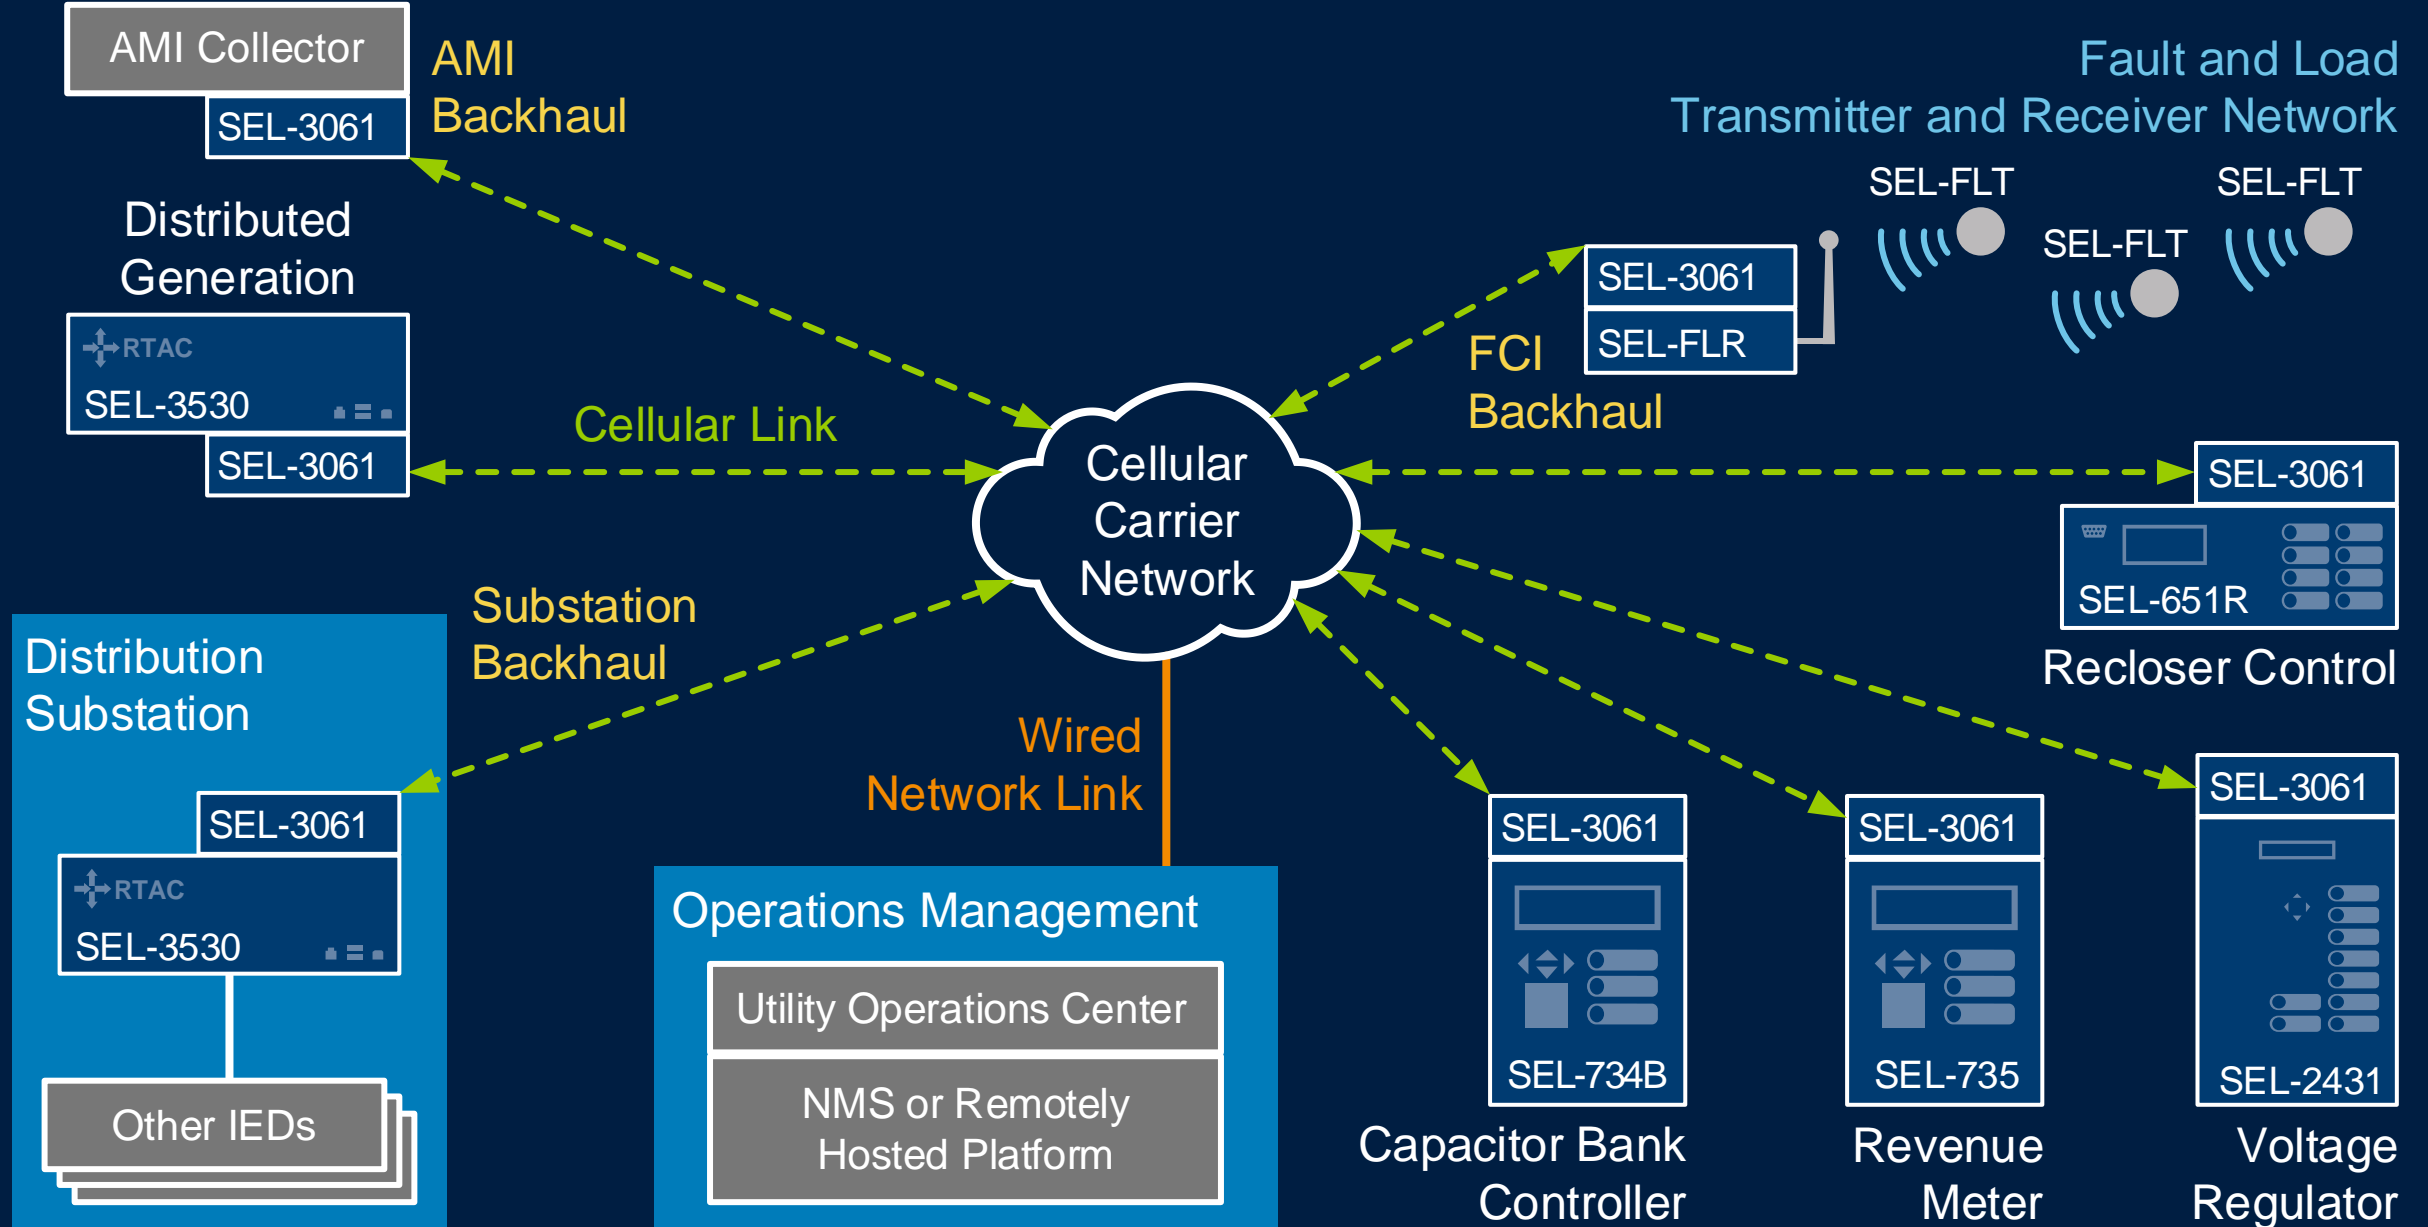 AMI Collector
SEL-3061
AMI
Backhaul
Fault and Load
Transmitter and Receiver Network
SEL-FLT
SEL-FLT
SEL-FLT
SEL-3061
SEL-FLR
FCI
Backhaul
Distributed
Generation
RTAC
SEL-3530
SEL-3061
Cellular Link
Cellular
Carrier
Network
SEL-3061
SEL-651R
Recloser Control
Substation
Backhaul
Distribution
Substation
SEL-3061
RTAC
SEL-3530
Other IEDs
Wired
Network Link
Operations Management
Utility Operations Center
NMS or Remotely
Hosted Platform
SEL-3061
SEL-734B
Capacitor Bank
Controller
SEL-3061
SEL-735
Revenue
Meter
SEL-3061
SEL-2431
Voltage
Regulator